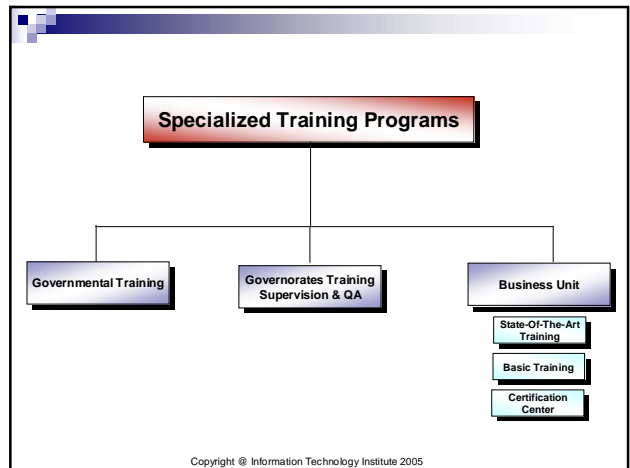 Specialized Training Programs
Governmental Training
Governorates Training
Supervision & QA
Business Unit
State-Of-The-Art
Training
Basic Training
Certification
Center
Copyright @ Information Technology Institute 2005